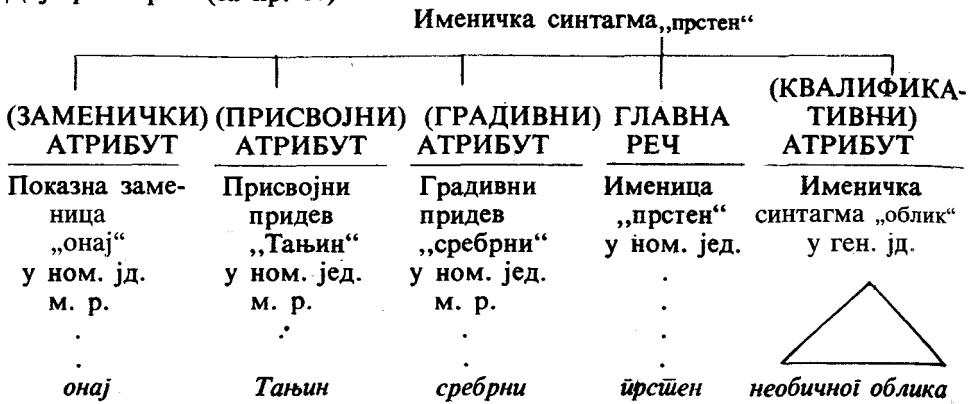 Именичка синтагма „прстен“
(ЗАМЕНИЧКИ) (ПРИСВОЈНИ) (ГРАДИВНИ) ГЛАВНА (КВАЛИФИКА-
АТРИБУТ АТРИБУТ АТРИБУТ РЕЧ ТИВНИ)
АТРИБУТ
Показна заме- Присвојни Градивни Именица Именичка
ница придев придев „прстен“ синтагма „облик“
„онај“ „Тањин“ „сребрни“ у ном. јед. у ген. јд.
у ном. јд. у ном. јед. у ном. јед.
м. р. м. р. м. р.
онај Тањин сребрни прстен необичног облика